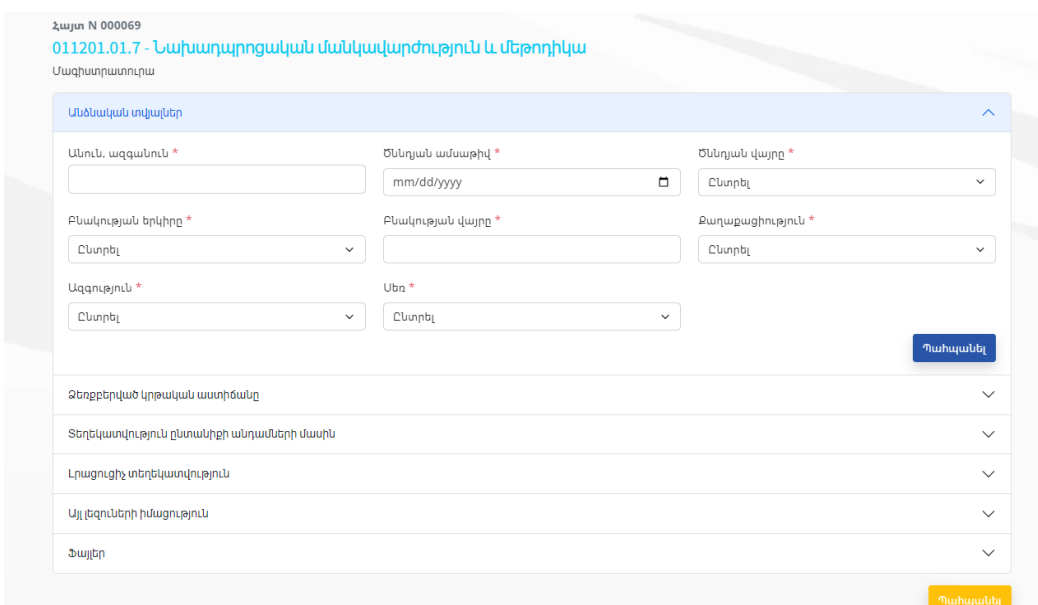 Հայտ N 000069
011201.01.7 - Նախադպրոցական մանկավարժություն և մեթոդիկա
Մագիստրատուրա
Անձնական տվյալներ
Անուն, ազգանուն *
Ծննդյան ամսաթիվ *
Ծննդյան վայրը *
mm/dd/yyyy
Ընտրել
Բնակության երկիրը *
Բնակության վայրը *
Քաղաքացիություն *
Ընտրել
Ընտրել
Ազգություն *
Սեռ *
Ընտրել
Ընտրել
Պահպանել
Ձեռքբերված կրթական աստիճանը
Տեղեկատվություն ընտանիքի անդամների մասին
Լրացուցիչ տեղեկատվություն
Այլ լեզուների իմացություն
Ֆայլեր
Պահպանել